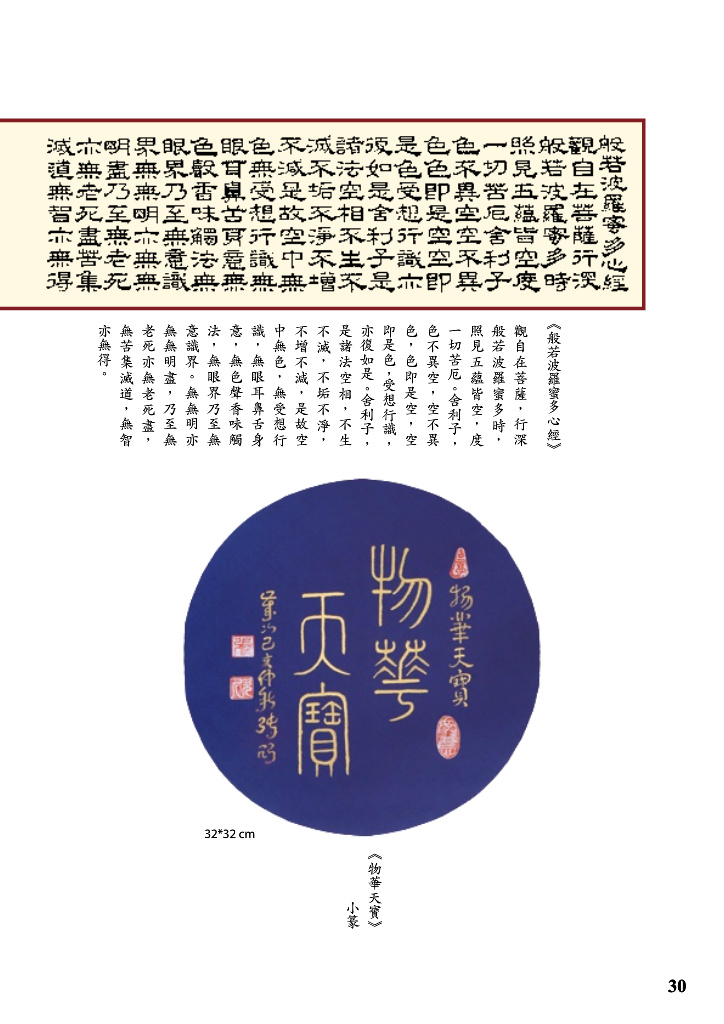 般若波羅蜜多心經
觀自在菩薩行深
般若波羅蜜多時
照見五蘊皆空度
一切苦厄舍利子
色不異空空不異
色色即是空空即
是色受想行識亦
復如是舍利子是
諸法空相不生不
滅不垢不淨不增
不減是故空中無
色無受想行識無
眼耳鼻舌身意無
色聲香味觸法無
眼界乃至無意識
界無無明亦無無
明盡乃至無老死
亦無老死盡苦集
滅道無智亦無得
《般若波羅蜜多心經》
觀自在菩薩，行深
般若波羅蜜多時，
照見五蘊皆空，度
一切苦厄。舍利子，
色不異空，空不異
色，色即是空，空
即是色，受想行識，
亦復如是。舍利子，
是諸法空相，不生
不滅，不垢不淨，
不增不減，是故空
中無色，無受想行
識，無眼耳鼻舌身
意，無色聲香味觸
法，無眼界乃至無
意識界。無無明亦
無無明盡，乃至無
老死亦無老死盡，
無苦集滅道，無智
亦無得。
物華天寶
物華
天寶
32*32 cm
《物華天寶》
小篆
30